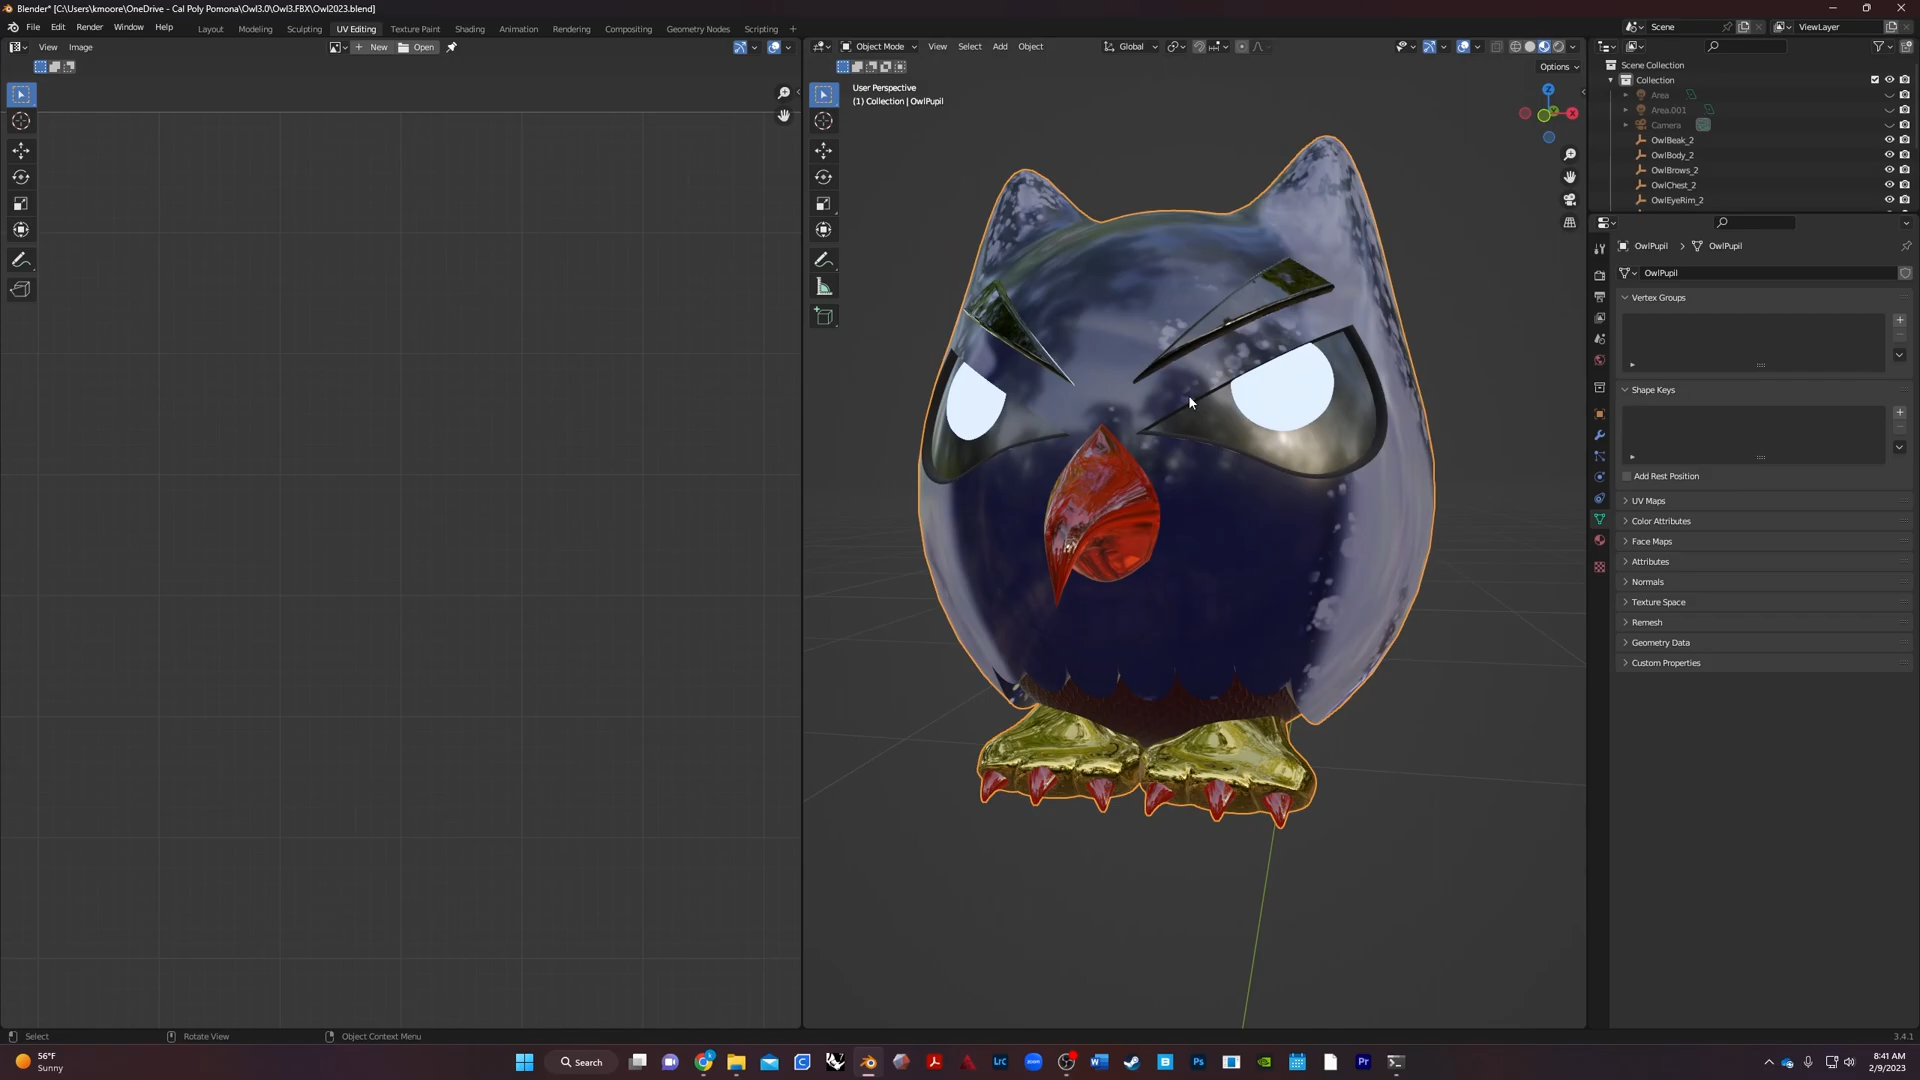 Blender* [C:\Users\kmoore\OneDrive - Cal Poly Pomona\Owl3.0\Owl3.FBX\Owl2023.blend]
File Edit Render Window Help
Layout Modeling Sculpting UV Editing Texture Paint Shading Animation Rendering Compositing Geometry Nodes Scripting
Scene
ViewLayer
View Image
New
Open
Object Mode View Select Add Object
Global
Options
User Perspective
(1) Collection | OwlPupil
Z
X
Scene Collection
Collection
Area
Area.001
Camera
OwlBeak_2
OwlBody_2
OwlBrows_2
OwlChest_2
OwlEyeRim_2
OwlPupil > OwlPupil
OwlPupil
Vertex Groups
Shape Keys
Add Rest Position
UV Maps
Color Attributes
Face Maps
Attributes
Normals
Texture Space
Remesh
Geometry Data
Custom Properties
Select
Rotate View
Object Context Menu
3.4.1
56°F
Sunny
Search
LrC
zoom
W
Ps
Pr
8:41 AM
2/9/2023